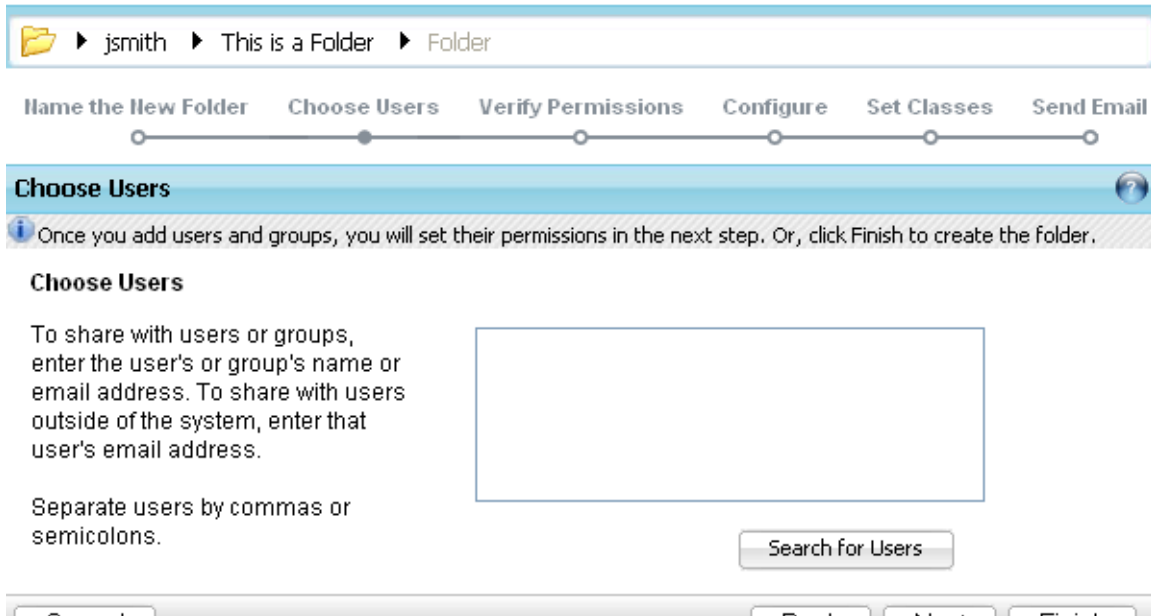 jsmith This is a Folder Folder
Name the New Folder Choose Users Verify Permissions Configure Set Classes Send Email
Choose Users
Once you add users and groups, you will set their permissions in the next step. Or, click Finish to create the folder.
Choose Users
To share with users or groups,
enter the user's or group's name or
email address. To share with users
outside of the system, enter that
user's email address.
Separate users by commas or
semicolons.
Search for Users